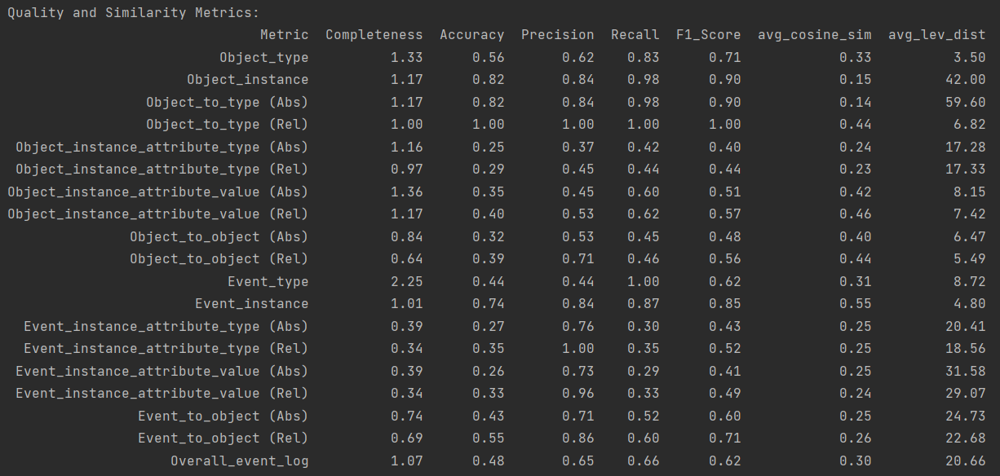 Quality and Similarity Metrics:
Metric Completeness Accuracy Precision Recall F1_Score avg_cosine_sim avg_lev_dist
Object_type 1.33 0.56 0.62 0.83 0.71 0.33 3.50
Object_instance 1.17 0.82 0.84 0.98 0.90 0.15 42.00
Object_to_type (Abs) 1.17 0.82 0.84 0.98 0.90 0.14 59.60
Object_to_type (Rel) 1.00 1.00 1.00 1.00 1.00 0.44 6.82
Object_instance_attribute_type (Abs) 1.16 0.25 0.37 0.42 0.40 0.24 17.28
Object_instance_attribute_type (Rel) 0.97 0.29 0.45 0.44 0.44 0.23 17.33
Object_instance_attribute_value (Abs) 1.36 0.35 0.45 0.60 0.51 0.42 8.15
Object_instance_attribute_value (Rel) 1.17 0.40 0.53 0.62 0.57 0.46 7.42
Object_to_object (Abs) 0.84 0.32 0.53 0.45 0.48 0.40 6.47
Object_to_object (Rel) 0.64 0.39 0.71 0.46 0.56 0.44 5.49
Event_type 2.25 0.44 0.44 1.00 0.62 0.31 8.72
Event_instance 1.01 0.74 0.84 0.87 0.85 0.55 4.80
Event_instance_attribute_type (Abs) 0.39 0.27 0.76 0.30 0.43 0.25 20.41
Event_instance_attribute_type (Rel) 0.34 0.35 1.00 0.35 0.52 0.25 18.56
Event_instance_attribute_value (Abs) 0.39 0.26 0.73 0.29 0.41 0.25 31.58
Event_instance_attribute_value (Rel) 0.34 0.33 0.96 0.33 0.49 0.24 29.07
Event_to_object (Abs) 0.74 0.43 0.71 0.52 0.60 0.25 24.73
Event_to_object (Rel) 0.69 0.55 0.86 0.60 0.71 0.26 22.68
Overall_event_log 1.07 0.48 0.65 0.66 0.62 0.30 20.66